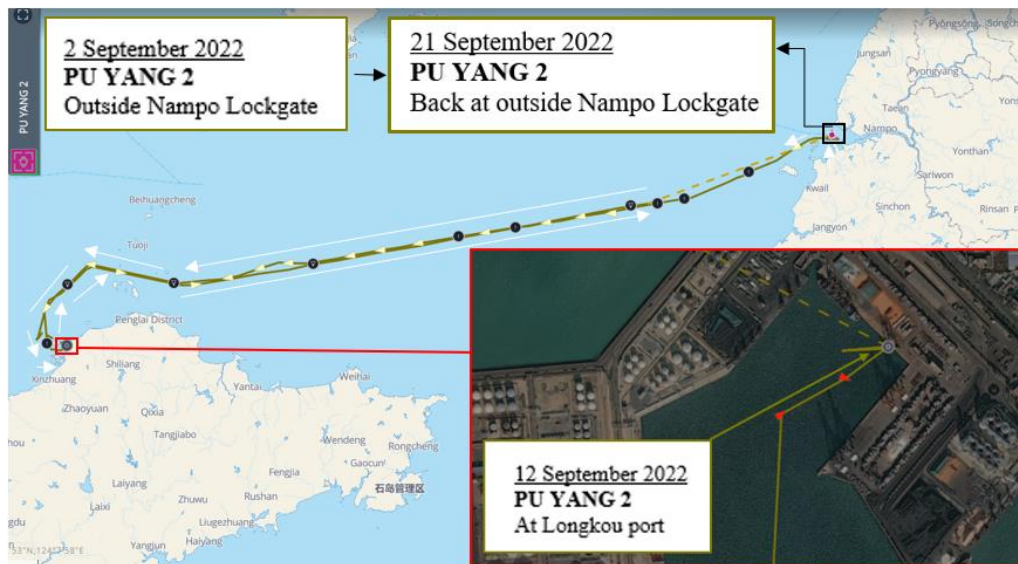 PU YANG 2
2 September 2022
PU YANG 2
Outside Nampo Lockgate
21 September 2022
PU YANG 2
Back at outside Nampo Lockgate
Pyŏngsŏng
Sunchon
Jungsan
Pyongyang
Taean
Nampo
Yonthan
Kwail
Sariwon
Sinchon
Rinsan
Jangyon
Beihuangcheng
Tuoji
Penglai District
Xinzhuang
Shiliang
Yantai
Weihai
Zhaoyuan
Qixia
Tangjiabo
Wendeng
Rongcheng
Gaocun
Laiyang
Fengjia
石岛管理区
Laixi
Zhuwu
Rushan
Liugezhuang
Yangjun
Haiyang
12 September 2022
PU YANG 2
At Longkou port